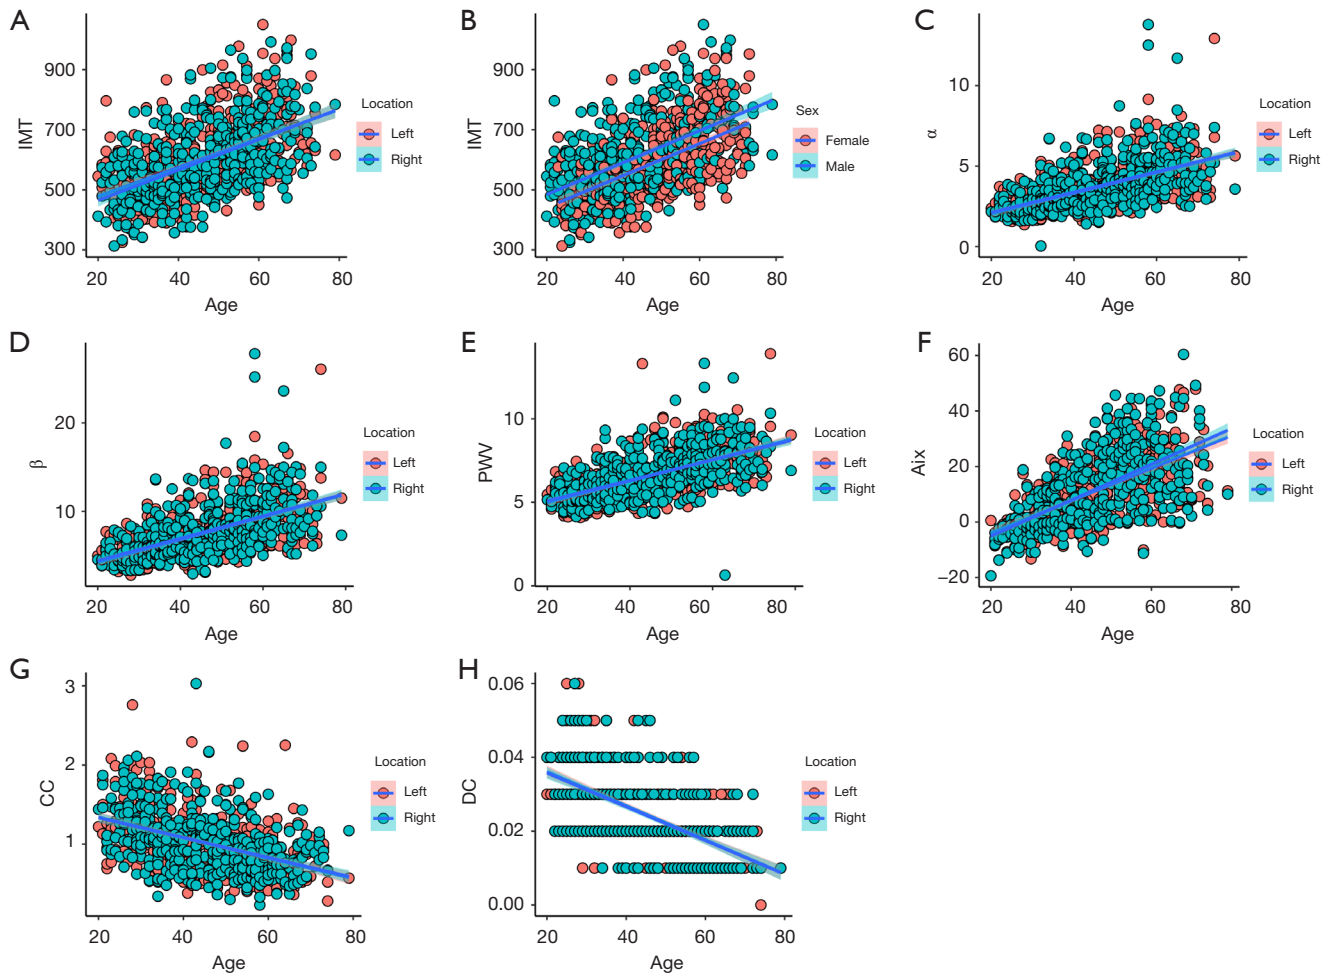 A
IMT
900
700
500
300
20 40 60 80
Age
Location
Left
Right
B
IMT
900
700
500
300
20 40 60 80
Age
Sex
Female
Male
C
α
10
5
0
20 40 60 80
Age
Location
Left
Right
D
β
20
10
20 40 60 80
Age
Location
Left
Right
E
PWV
10
5
0
20 40 60 80
Age
Location
Left
Right
F
Aix
60
40
20
0
−20
20 40 60 80
Age
Location
Left
Right
G
CC
3
2
1
20 40 60 80
Age
Location
Left
Right
H
DC
0.06
0.04
0.02
0.00
20 40 60 80
Age
Location
Left
Right